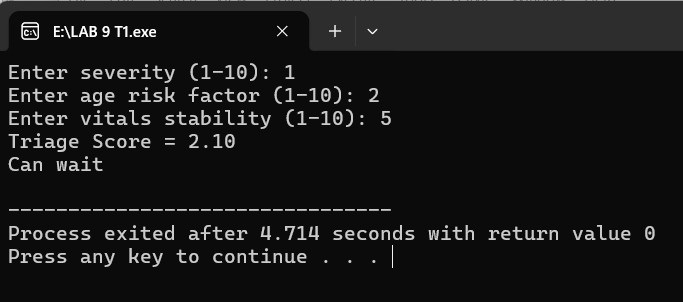 E:\LAB 9 T1.exe
Enter severity (1-10): 1
Enter age risk factor (1-10): 2
Enter vitals stability (1-10): 5
Triage Score = 2.10
Can wait
--------------------------------
Process exited after 4.714 seconds with return value 0
Press any key to continue . . .